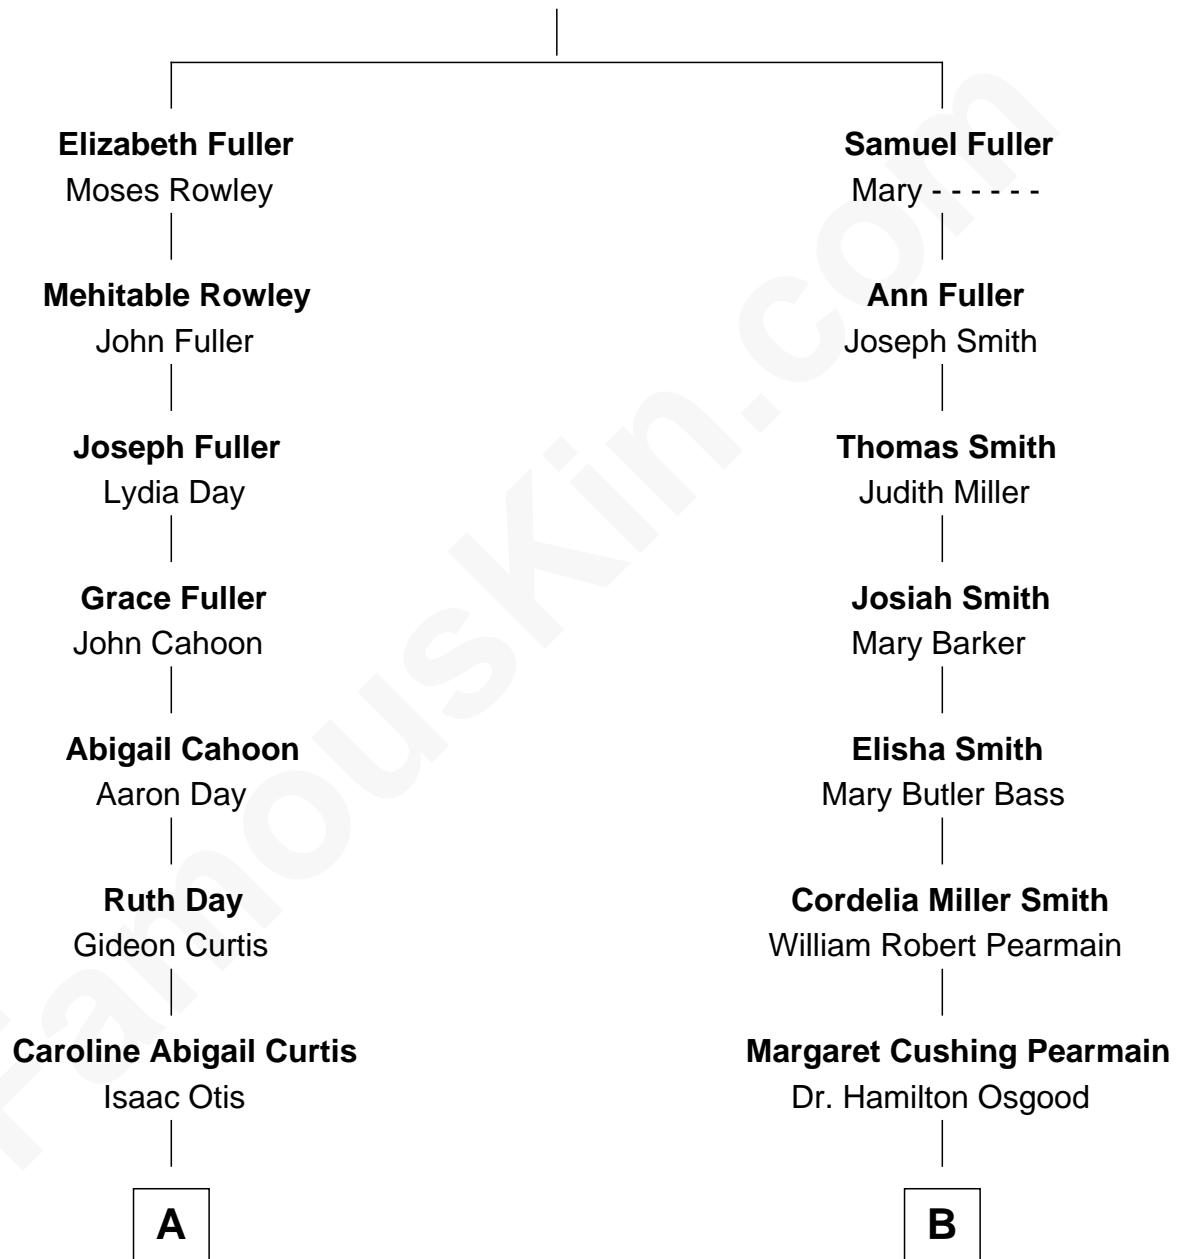 Elizabeth Fuller
Moses Rowley
Mehitable Rowley
John Fuller
Joseph Fuller
Lydia Day
Grace Fuller
John Cahoon
Abigail Cahoon
Aaron Day
Ruth Day
Gideon Curtis
Caroline Abigail Curtis
Isaac Otis
A
Samuel Fuller
Mary - - - - - -
Ann Fuller
Joseph Smith
Thomas Smith
Judith Miller
Josiah Smith
Mary Barker
Elisha Smith
Mary Butler Bass
Cordelia Miller Smith
William Robert Pearmain
Margaret Cushing Pearmain
Dr. Hamilton Osgood
B
FamousKin.com